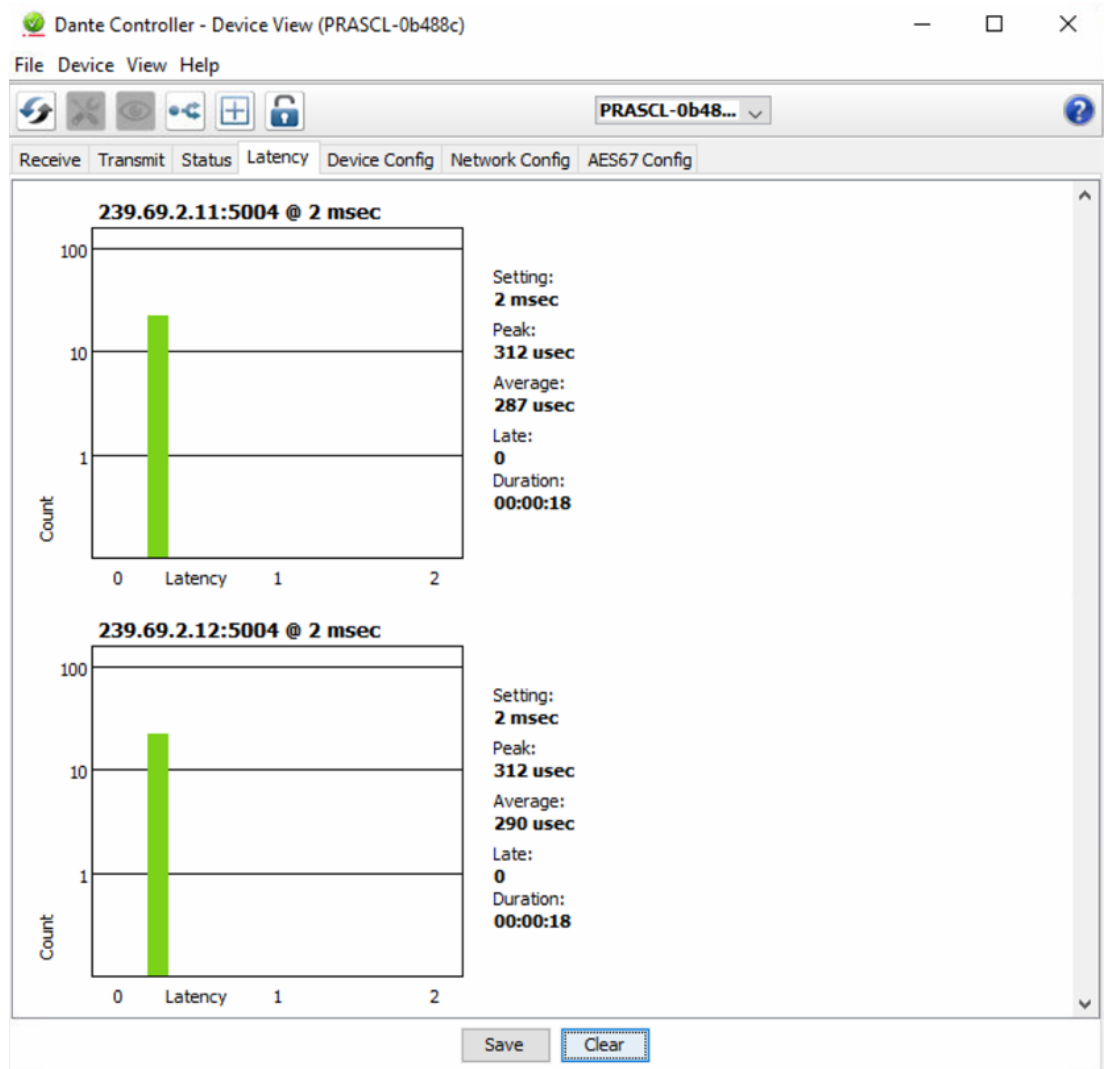 Dante Controller - Device View (PRASCL-0b488c)
File Device View Help
PRASCL-0b48...
?
Receive Transmit Status Latency Device Config Network Config AES67 Config
239.69.2.11:5004 @ 2 msec
100
10
1
Count
0 Latency 1 2
Setting:
2 msec
Peak:
312 usec
Average:
287 usec
Late:
0
Duration:
00:00:18
239.69.2.12:5004 @ 2 msec
100
10
1
Count
0 Latency 1 2
Setting:
2 msec
Peak:
312 usec
Average:
290 usec
Late:
0
Duration:
00:00:18
Save Clear